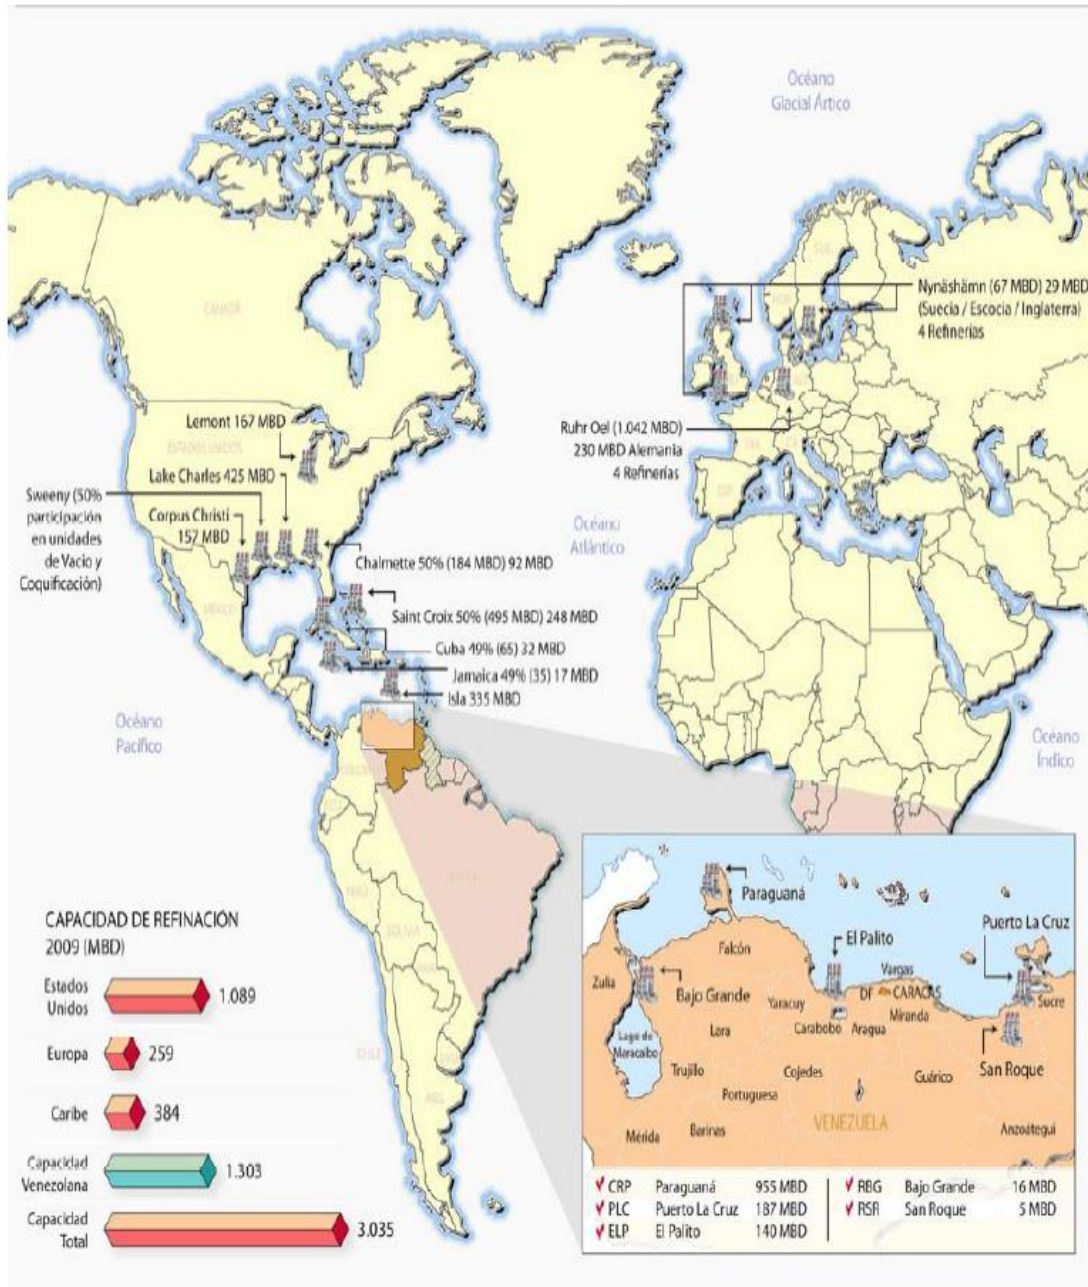 Océano
Glacial Ártico
CANADÁ
Nynäshämn (67 MBD) 29 MBD
(Suecia / Escocia / Inglaterra)
4 Refinerías
Lemont 167 MBD
ESTADOS UNIDOS
Lake Charles 425 MBD
Ruhr Oel (1.042 MBD)
230 MBD Alemania
4 Refinerías
Sweeny (50%
participación
en unidades
de Vacio y
Coquificación)
Corpus Christi
157 MBD
Océano
Atlántico
Chalmette 50% (184 MBD) 92 MBD
MÉXICO
Saint Croix 50% (495 MBD) 248 MBD
Cuba 49% (65) 32 MBD
Jamaica 49% (35) 17 MBD
Isla 335 MBD
Océano
Pacífico
Océano
Índico
BOLIVIA
CHILE
CAPACIDAD DE REFINACIÓN
2009 (MBD)
Estados
Unidos
1.089
Europa
259
Caribe
384
Capacidad
Venezolana
1.303
Capacidad
Total
3.035
Paraguaná
Puerto La Cruz
El Palito
Falcón
Zulia
Bajo Grande
Vargas
DF
CARACAS
Sucre
Yaracuy
Miranda
Lara
Carabobo
Aragua
Lago de
Maracaibo
San Roque
Trujillo
Cojedes
Guárico
Portuguesa
VENEZUELA
Mérida
Barinas
Anzoátegui
CRP Paraguaná 955 MBD
PLC Puerto La Cruz 187 MBD
ELP El Palito 140 MBD
RBG Bajo Grande 16 MBD
RSR San Roque 5 MBD